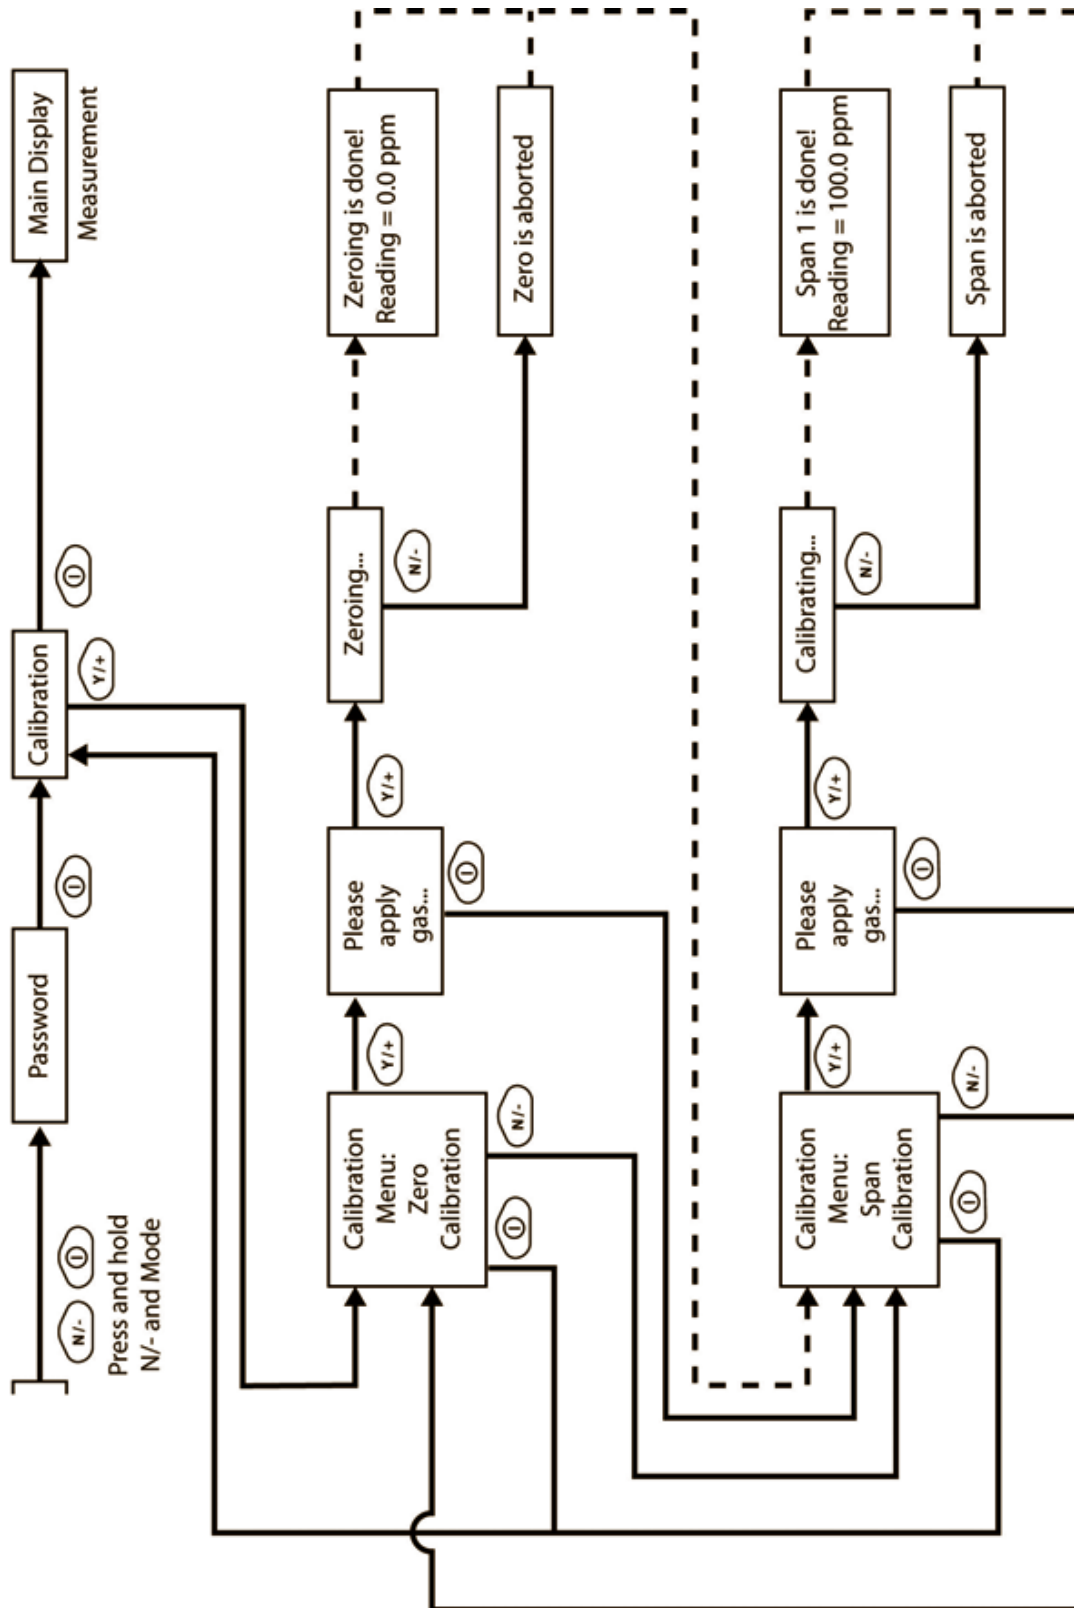 N/-
Press and hold
N/- and Mode
Password
Calibration
Y/+
Main Display
Measurement
Calibration
Menu:
Zero
Calibration
Y/+
N/-
Please
apply
gas...
Y/+
Zeroing...
N/-
Zeroing is done!
Reading = 0.0 ppm
Zero is aborted
Calibration
Menu:
Span
Calibration
Y/+
N/-
Please
apply
gas...
Y/+
Calibrating...
N/-
Span 1 is done!
Reading = 100.0 ppm
Span is aborted